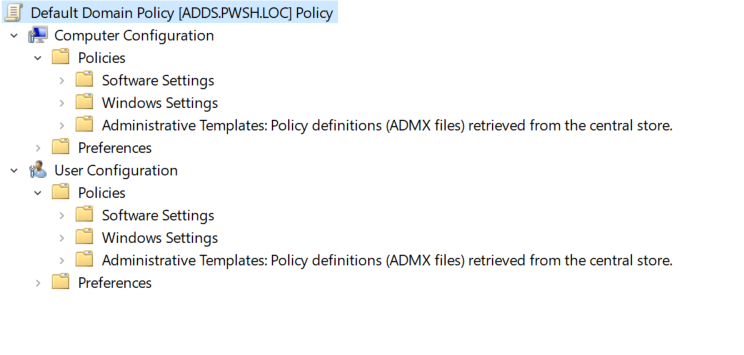 Default Domain Policy [ADDS.PWSH.LOC] Policy
Computer Configuration
Policies
Software Settings
Windows Settings
Administrative Templates: Policy definitions (ADMX files) retrieved from the central store.
Preferences
User Configuration
Policies
Software Settings
Windows Settings
Administrative Templates: Policy definitions (ADMX files) retrieved from the central store.
Preferences